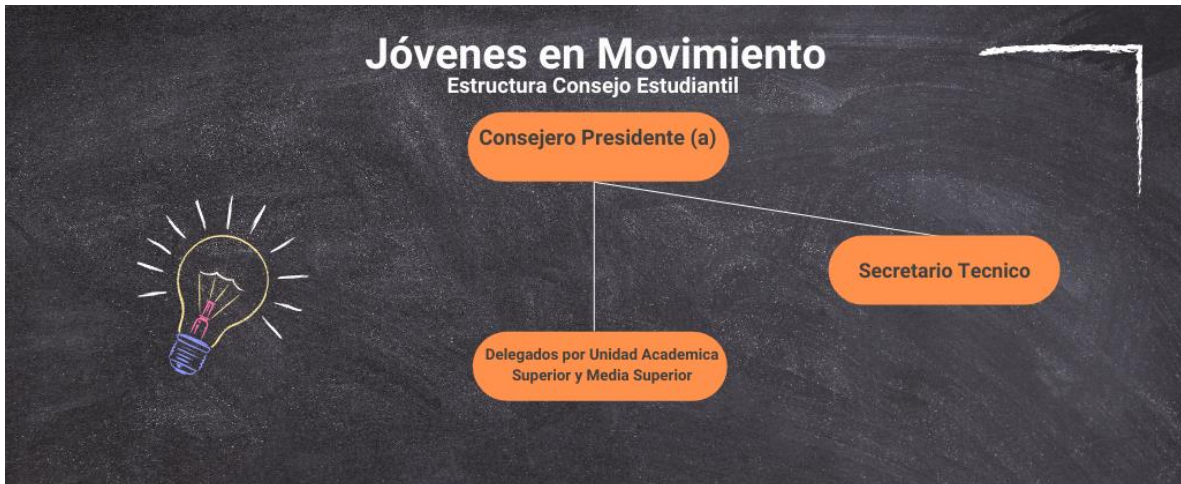 Jóvenes en Movimiento
Estructura Consejo Estudiantil
Consejero Presidente (a)
Secretario Tecnico
Delegados por Unidad Academica
Superior y Media Superior